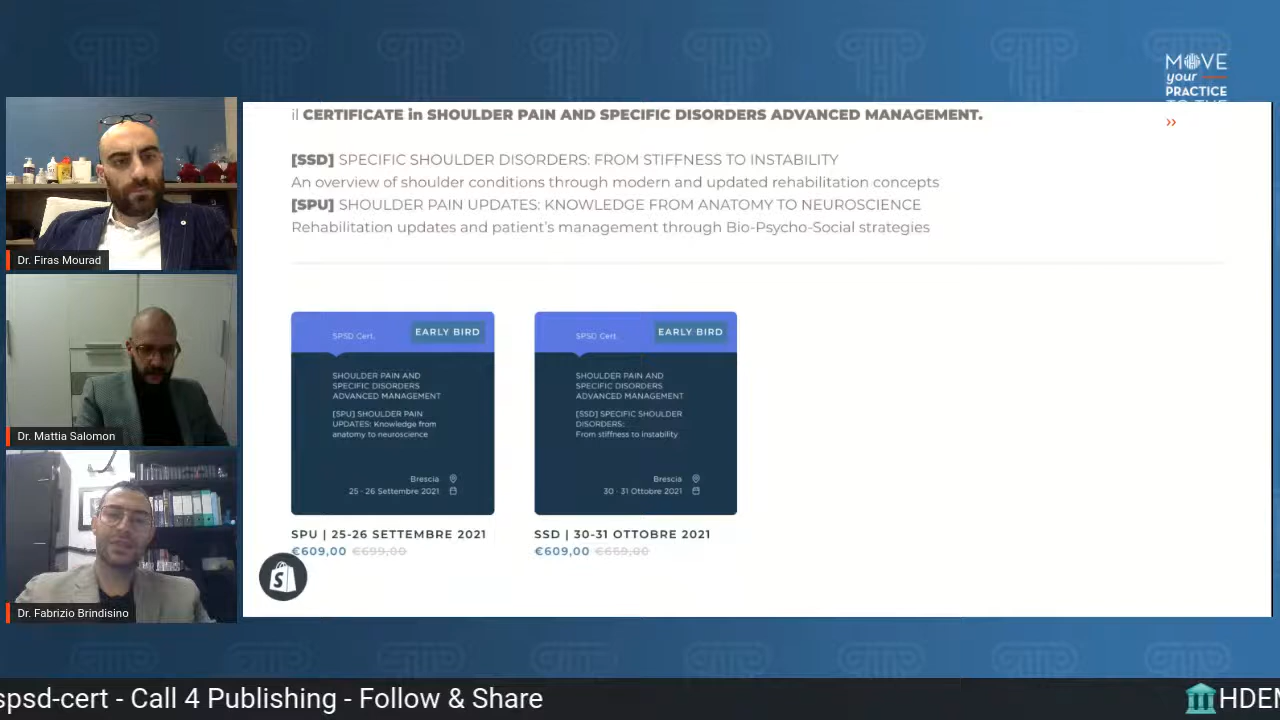 MOVE
your
PRACTICE
TO THE
››
il CERTIFICATE in SHOULDER PAIN AND SPECIFIC DISORDERS ADVANCED MANAGEMENT.
[SSD] SPECIFIC SHOULDER DISORDERS: FROM STIFFNESS TO INSTABILITY
An overview of shoulder conditions through modern and updated rehabilitation concepts
[SPU] SHOULDER PAIN UPDATES: KNOWLEDGE FROM ANATOMY TO NEUROSCIENCE
Rehabilitation updates and patient's management through Bio-Psycho-Social strategies
Dr. Firas Mourad
Dr. Mattia Salomon
Dr. Fabrizio Brindisino
SPSD Cert.
EARLY BIRD
SHOULDER PAIN AND
SPECIFIC DISORDERS
ADVANCED MANAGEMENT
[SPU] SHOULDER PAIN
UPDATES: Knowledge from
anatomy to neuroscience
Brescia
25 - 26 Settembre 2021
SPU | 25-26 SETTEMBRE 2021
€609,00 €699,00
SPSD Cert.
EARLY BIRD
SHOULDER PAIN AND
SPECIFIC DISORDERS
ADVANCED MANAGEMENT
[SSD] SPECIFIC SHOULDER
DISORDERS:
From stiffness to instability
Brescia
30 - 31 Ottobre 2021
SSD | 30-31 OTTOBRE 2021
€609,00 €669,00
spsd-cert - Call 4 Publishing - Follow & Share
HDEM